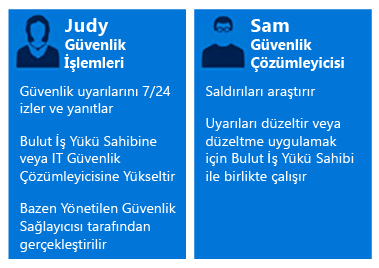 Judy
Güvenlik
İşlemleri
Güvenlik uyarılarını 7/24
izler ve yanıtlar
Bulut İş Yükü Sahibine
veya IT Güvenlik
Çözümleyicisine Yükseltir
Bazen Yönetilen Güvenlik
Sağlayıcısı tarafından
gerçekleştirilir
Sam
Güvenlik
Çözümleyicisi
Saldırıları araştırır
Uyarıları düzeltir veya
düzeltme uygulamak
için Bulut İş Yükü Sahibi
ile birlikte çalışır